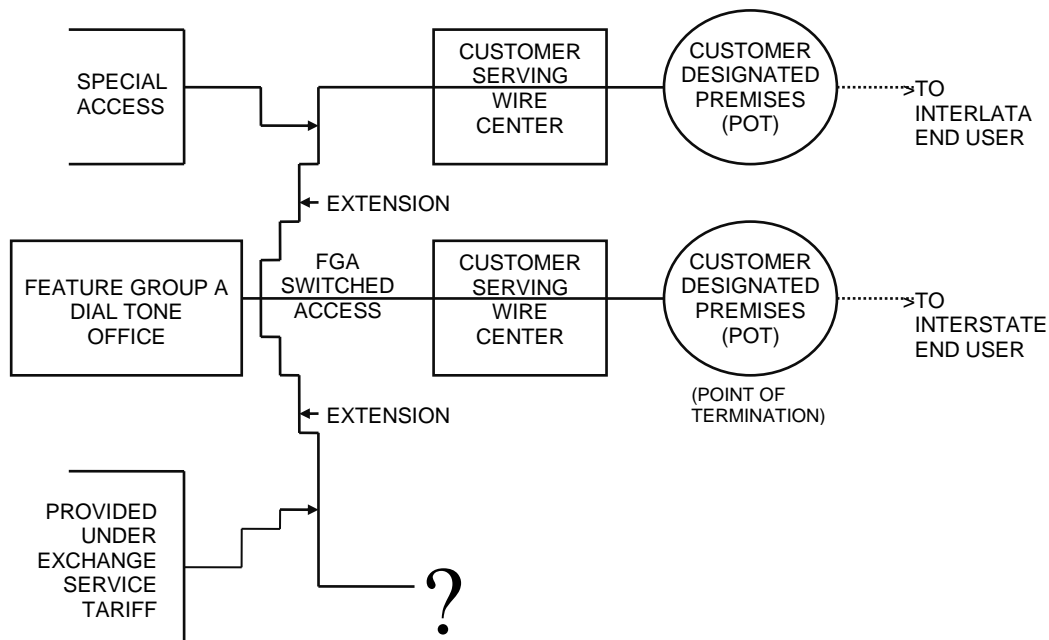 SPECIAL
ACCESS
CUSTOMER
SERVING
WIRE
CENTER
CUSTOMER
DESIGNATED
PREMISES
(POT)
>TO
INTERLATA
END USER
EXTENSION
FEATURE GROUP A
DIAL TONE
OFFICE
FGA
SWITCHED
ACCESS
CUSTOMER
SERVING
WIRE
CENTER
CUSTOMER
DESIGNATED
PREMISES
(POT)
>TO
INTERSTATE
END USER
(POINT OF
TERMINATION)
EXTENSION
PROVIDED
UNDER
EXCHANGE
SERVICE
TARIFF
?